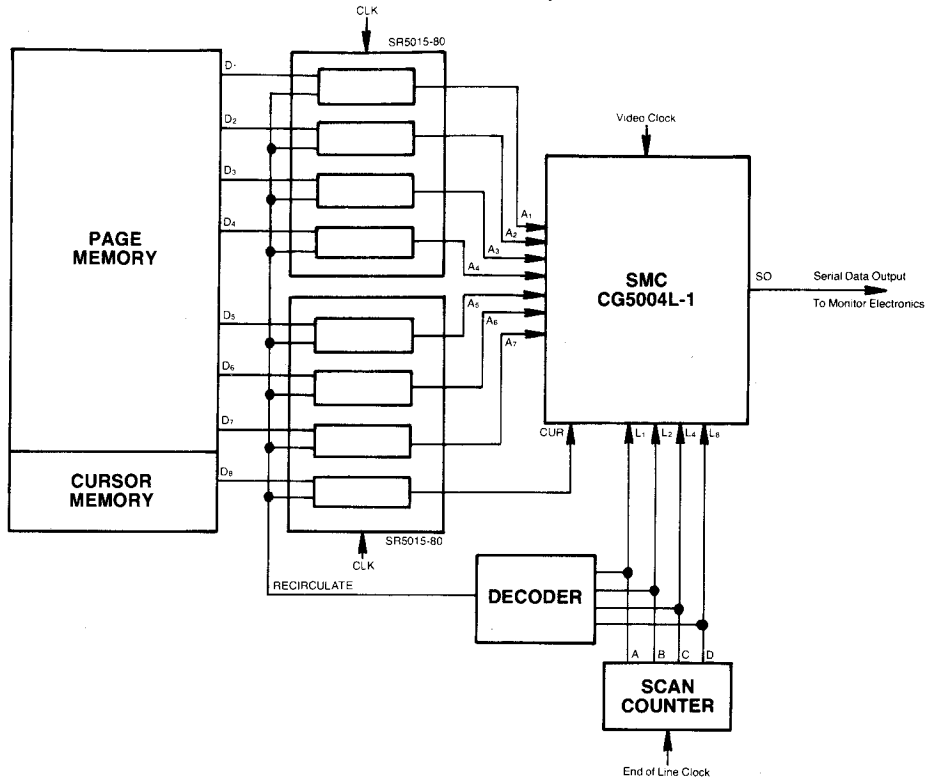 CLK
SR5015-80
PAGE
MEMORY
CURSOR
MEMORY
D1
D2
D3
D4
D5
D6
D7
D8
A1
A2
A3
A4
A5
A6
A7
Video Clock
SMC
CG5004L-1
SO
Serial Data Output
To Monitor Electronics
CUR
L1
L2
L4
L8
SR5015-80
CLK
RECIRCULATE
DECODER
A
B
C
D
SCAN
COUNTER
End of Line Clock